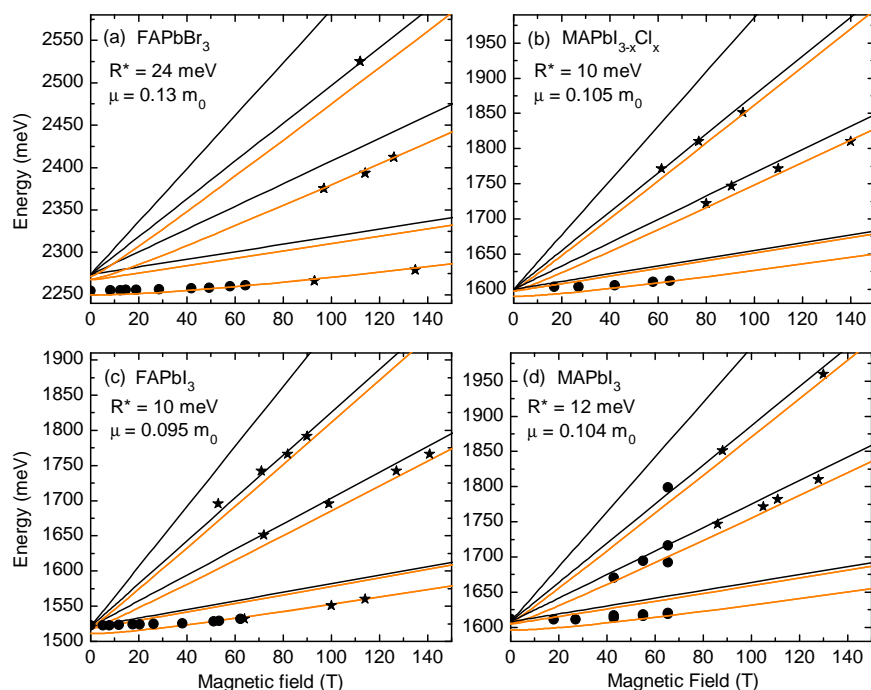 (a) FAPbBr3
R* = 24 meV
μ = 0.13 m0
2550
2500
2450
2400
2350
2300
2250
0 20 40 60 80 100 120 140
Energy (meV)
(b) MAPbI3-xClx
R* = 10 meV
μ = 0.105 m0
1950
1900
1850
1800
1750
1700
1650
1600
0 20 40 60 80 100 120 140
(c) FAPbI3
R* = 10 meV
μ = 0.095 m0
1900
1850
1800
1750
1700
1650
1600
1550
1500
0 20 40 60 80 100 120 140
Energy (meV)
Magnetic field (T)
(d) MAPbI3
R* = 12 meV
μ = 0.104 m0
1950
1900
1850
1800
1750
1700
1650
1600
0 20 40 60 80 100 120 140
Magnetic Field (T)